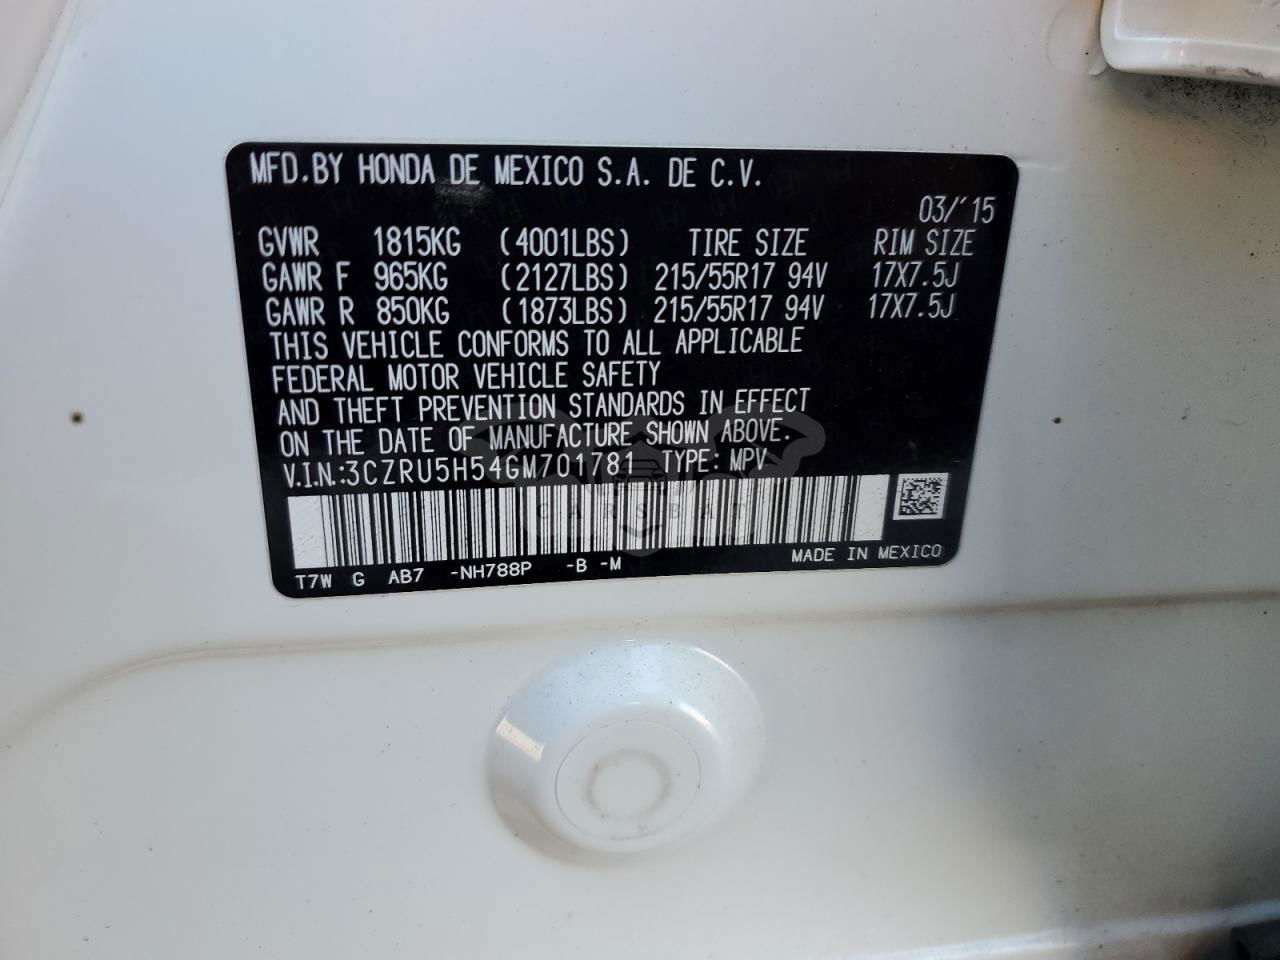 MFD.BY HONDA DE MEXICO S.A. DE C.V.
03/'15
GVWR 1815KG (4001LBS) TIRE SIZE RIM SIZE
GAWR F 965KG (2127LBS) 215/55R17 94V 17X7.5J
GAWR R 850KG (1873LBS) 215/55R17 94V 17X7.5J
THIS VEHICLE CONFORMS TO ALL APPLICABLE
FEDERAL MOTOR VEHICLE SAFETY
AND THEFT PREVENTION STANDARDS IN EFFECT
ON THE DATE OF MANUFACTURE SHOWN ABOVE.
V.I.N.:3CZRU5H54GM701781 TYPE: MPV
MADE IN MEXICO
T7W G AB7 -NH788P -B -M